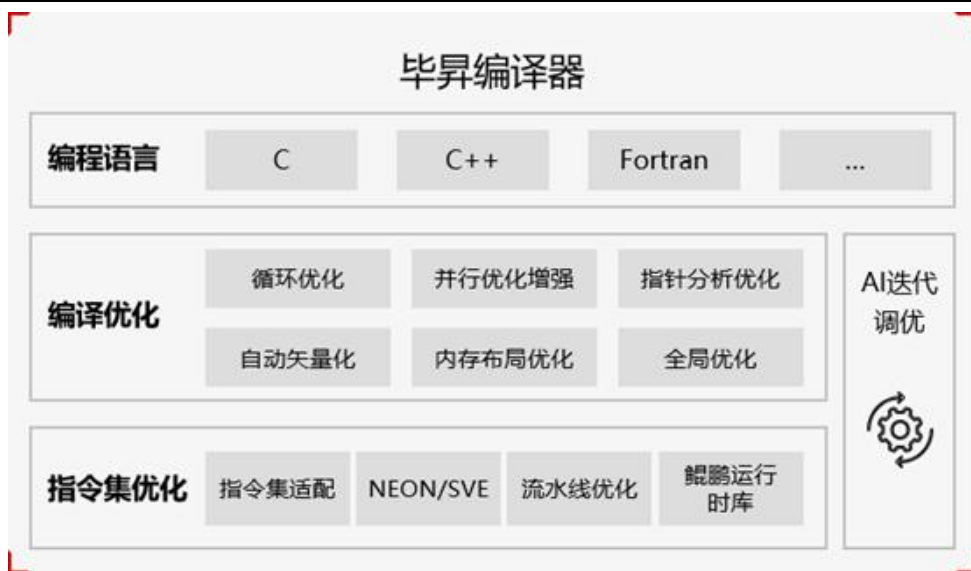 毕昇编译器
编程语言
C
C++
Fortran
...
编译优化
循环优化
并行优化增强
指针分析优化
自动矢量化
内存布局优化
全局优化
AI迭代
调优
指令集优化
指令集适配
NEON/SVE
流水线优化
鲲鹏运行
时库